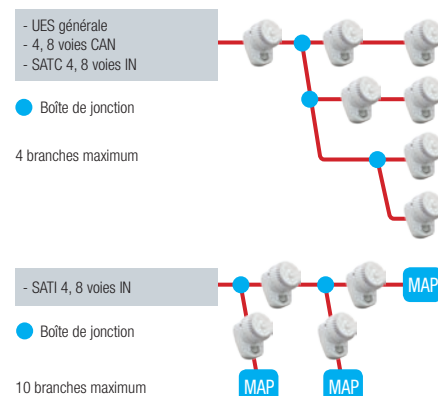 - UES générale
- 4, 8 voies CAN
- SATC 4, 8 voies IN
Boîte de jonction
4 branches maximum
- SATI 4, 8 voies IN
MAP
Boîte de jonction
10 branches maximum
MAP
MAP